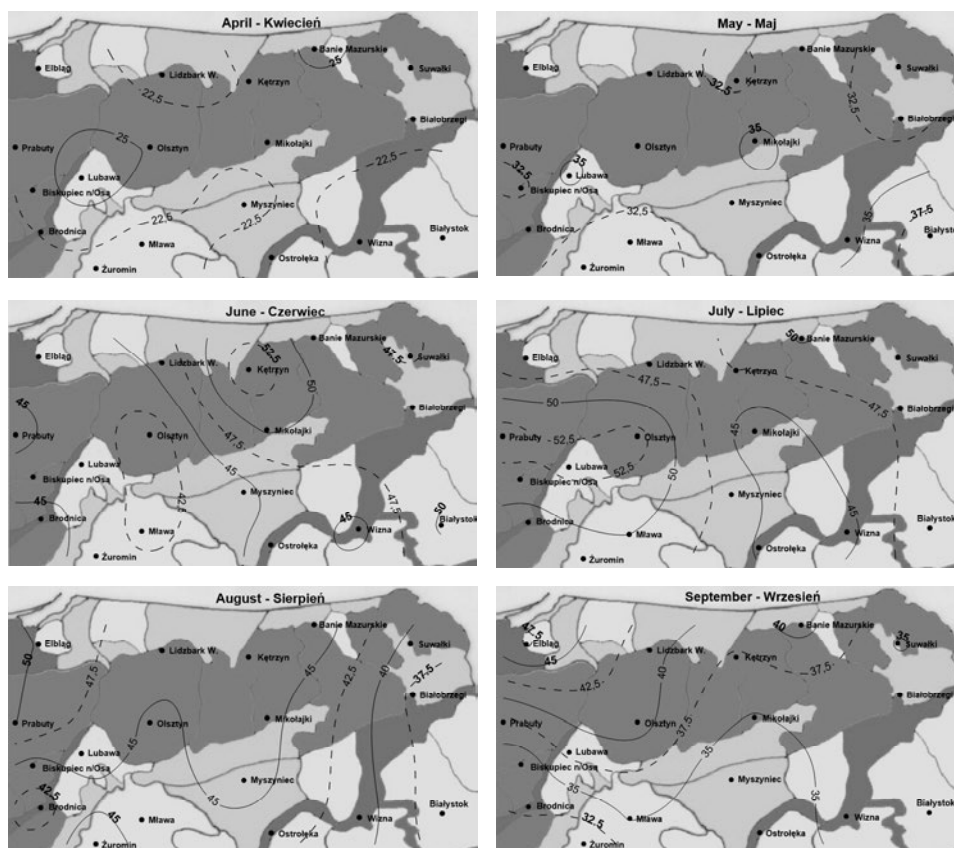 April - Kwiecień
Banie Mazurskie
25
Elbląg
Lidzbark W.
Suwałki
Kętrzyn
22,5
Białobrzegi
25
Prabuty
Olsztyn
Mikołajki
22,5
Lubawa
Biskupiec n/Osą
22,5
Myszyniec
22,5
Brodnica
Mława
Wizna
Białystok
Żuromin
Ostrołęka
May - Maj
Banie Mazurskie
Elbląg
Lidzbark W.
Suwałki
Kętrzyn
32,5
32,5
Białobrzegi
35
Prabuty
Olsztyn
Mikołajki
35
Lubawa
32,5
Biskupiec n/Osą
32,5
Myszyniec
35
37,5
Brodnica
Mława
Wizna
Białystok
Żuromin
Ostrołęka
June - Czerwiec
Banie Mazurskie
52,5
47,5
Elbląg
Lidzbark W.
Suwałki
Kętrzyn
50
45
Białobrzegi
Prabuty
Olsztyn
Mikołajki
47,5
Lubawa
45
Biskupiec n/Osą
42,5
Myszyniec
47,5
45
45
50
Brodnica
Mława
Wizna
Białystok
Żuromin
Ostrołęka
July - Lipiec
50
Banie Mazurskie
Elbląg
Lidzbark W.
Suwałki
Kętrzyn
47,5
50
47,5
Białobrzegi
Prabuty
52,5
Olsztyn
45
Mikołajki
Lubawa
52,5
50
Biskupiec n/Osą
Myszyniec
45
Brodnica
Mława
Wizna
Białystok
Żuromin
Ostrołęka
August - Sierpień
Banie Mazurskie
Elbląg
Lidzbark W.
Suwałki
50
47,5
Kętrzyn
45
42,5
40
37,5
Białobrzegi
Prabuty
Olsztyn
Mikołajki
45
Lubawa
Biskupiec n/Osą
42,5
45
Myszyniec
Brodnica
Białystok
45
Mława
Wizna
Żuromin
Ostrołęka
September - Wrzesień
47,5
40
Banie Mazurskie
Elbląg
45
Lidzbark W.
35
Suwałki
Kętrzyn
40
37,5
42,5
Białobrzegi
Prabuty
Olsztyn
Mikołajki
37,5
Lubawa
35
Biskupiec n/Osą
35
Myszyniec
35
Brodnica
32,5
Mława
Wizna
Białystok
Żuromin
Ostrołęka